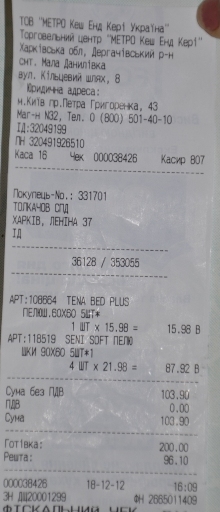 ТОВ "МЕТРО Кеш Енд Кері Україна"
Торговельний центр "МЕТРО Кеш Енд Кері"
Харківська обл, Дергачівський р-н
смт. Мала Данилівка
вул. Кільцевий шлях, 8
Юридична адреса:
м.Київ пр.Петра Григоренка, 43
Маг-н N32, Тел. 0 (800) 501-40-10
ІД:32049199
ПН 320491926510
Каса 18 Чек 000038426 Касир 807
Покупець-No.: 331701
ТОЛКАЧОВ СПД
ХАРКІВ, ЛЕНІНА 37
ІД
36128 / 353055
АРТ:108664 TENA BED PLUS
ПЕЛЮШ.60X60 5ШТ*
1 ШТ x 15.98 = 15.98 В
АРТ:118519 SENI SOFT ПЕЛЮ
ШКИ 90X60 5ШТ*1
4 ШТ x 21.98 = 87.92 В
Сума без ПДВ 103.90
ПДВ 0.00
Сума 103.90
Готівка: 200.00
Решта: 96.10
000038426 18-12-12 16:09
ЗН ДЦ20001299 ФН 2665011409
ФІСКАЛЬНИЙ ЧЕК